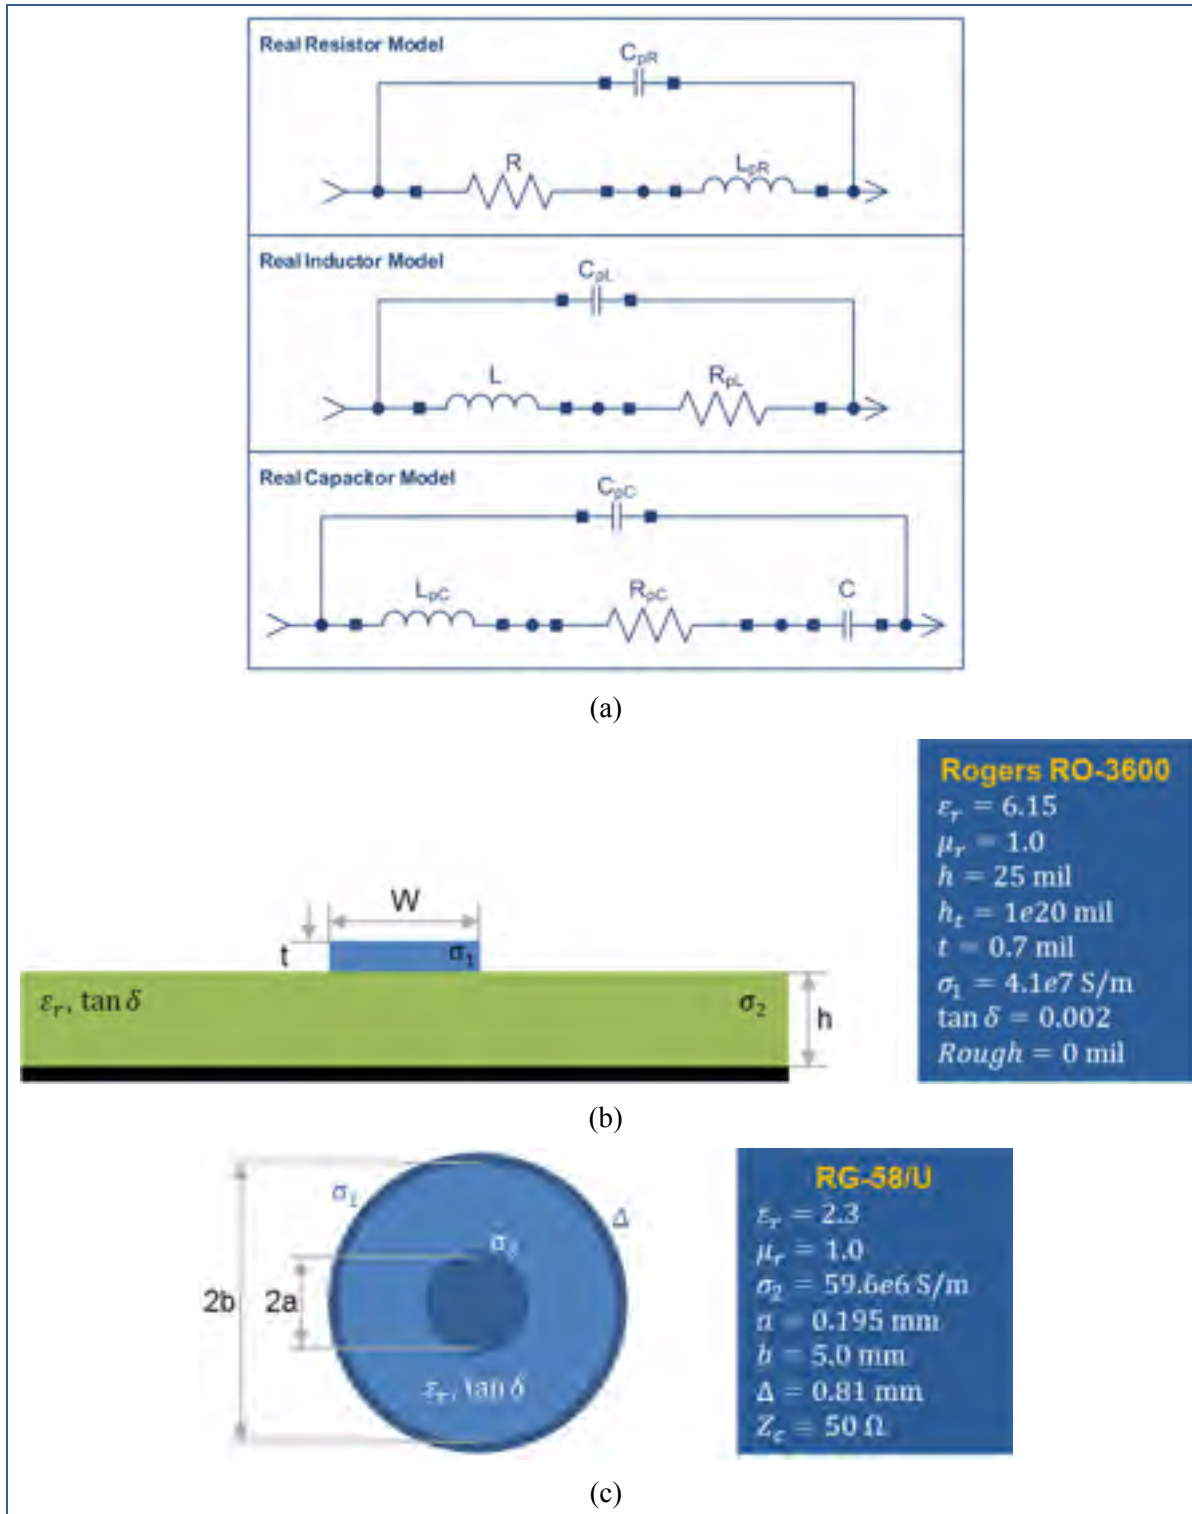 Real Resistor Model
CpR
R
LpR
Real Inductor Model
CpL
L
RpL
Real Capacitor Model
CpC
LpC
RpC
C
(a)
Rogers RO-3600
εr = 6.15
μr = 1.0
h = 25 mil
ht = 1e20 mil
t = 0.7 mil
σ1 = 4.1e7 S/m
tan δ = 0.002
Rough = 0 mil
W
t
σ1
εr, tan δ
σ2
h
(b)
σ1
Δ
2b
2a
εr, tan δ
RG-58/U
εr = 2.3
μr = 1.0
σ2 = 59.6e6 S/m
a = 0.195 mm
b = 5.0 mm
Δ = 0.81 mm
Zc = 50 Ω
(c)